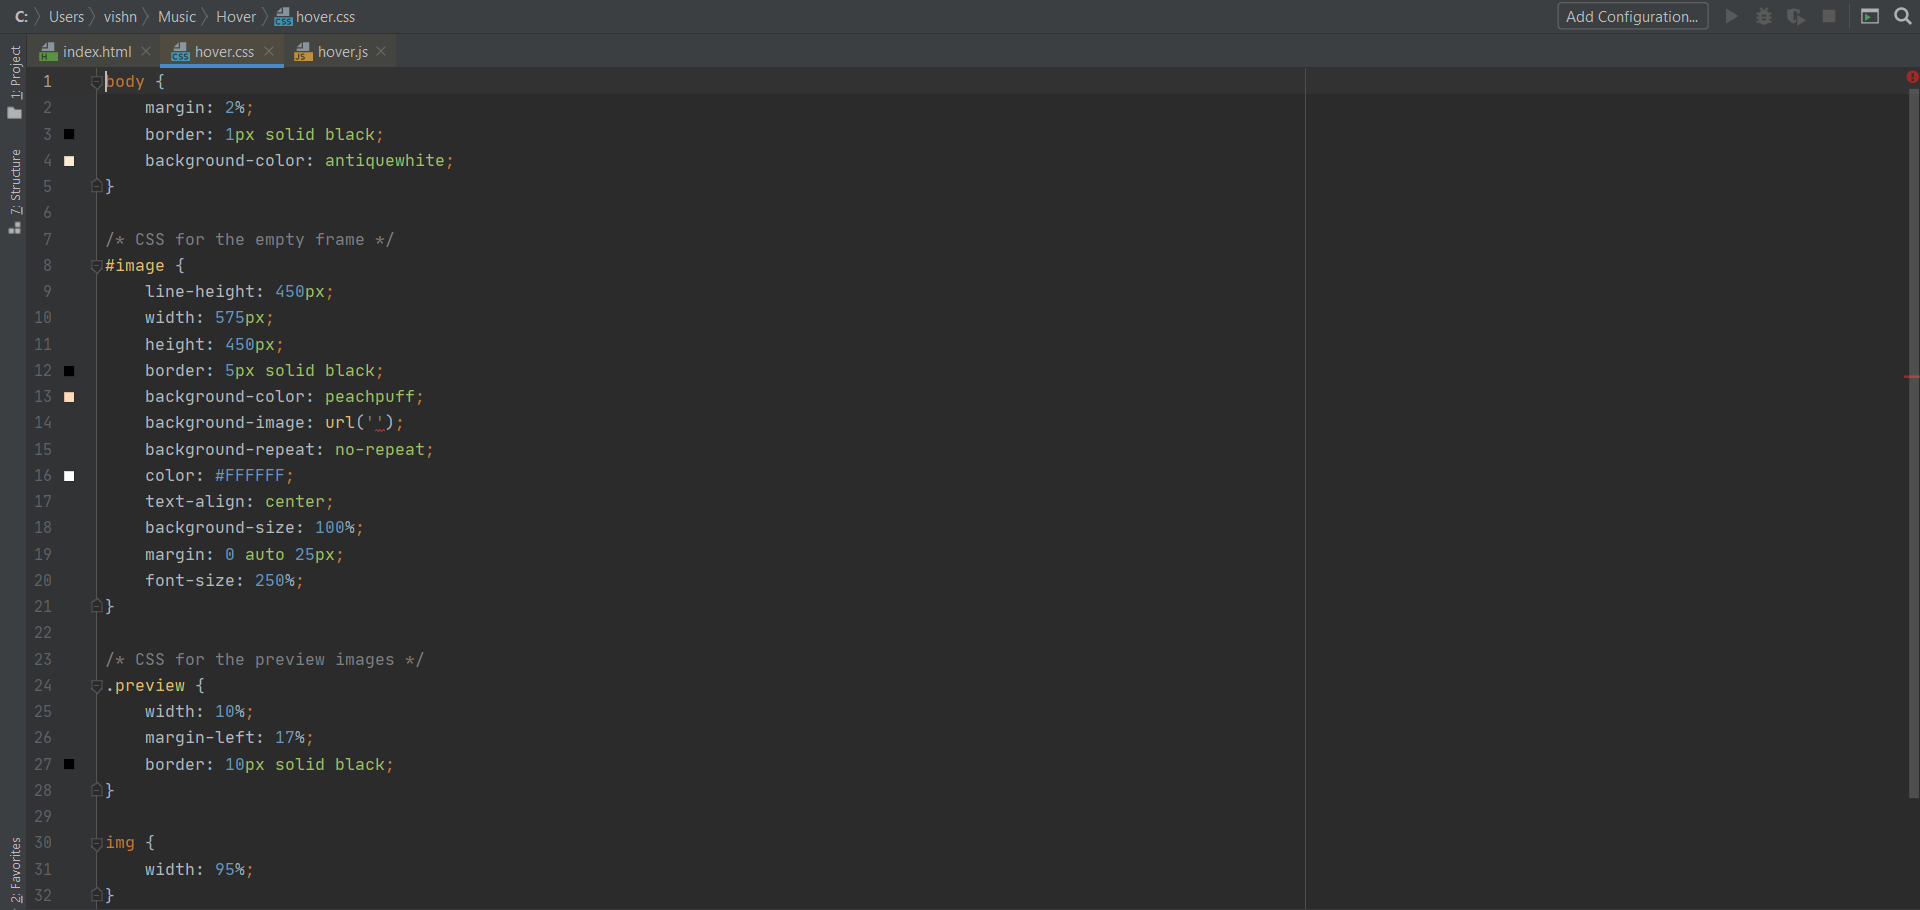 C: Users vishn Music Hover hover.css Add Configuration...
index.html hover.css hover.js
1: Project
7: Structure
2: Favorites
1 body {
2 margin: 2%;
3 border: 1px solid black;
4 background-color: antiquewhite;
5 }
6
7 /* CSS for the empty frame */
8 #image {
9 line-height: 450px;
10 width: 575px;
11 height: 450px;
12 border: 5px solid black;
13 background-color: peachpuff;
14 background-image: url('');
15 background-repeat: no-repeat;
16 color: #FFFFFF;
17 text-align: center;
18 background-size: 100%;
19 margin: 0 auto 25px;
20 font-size: 250%;
21 }
22
23 /* CSS for the preview images */
24 .preview {
25 width: 10%;
26 margin-left: 17%;
27 border: 10px solid black;
28 }
29
30 img {
31 width: 95%;
32 }